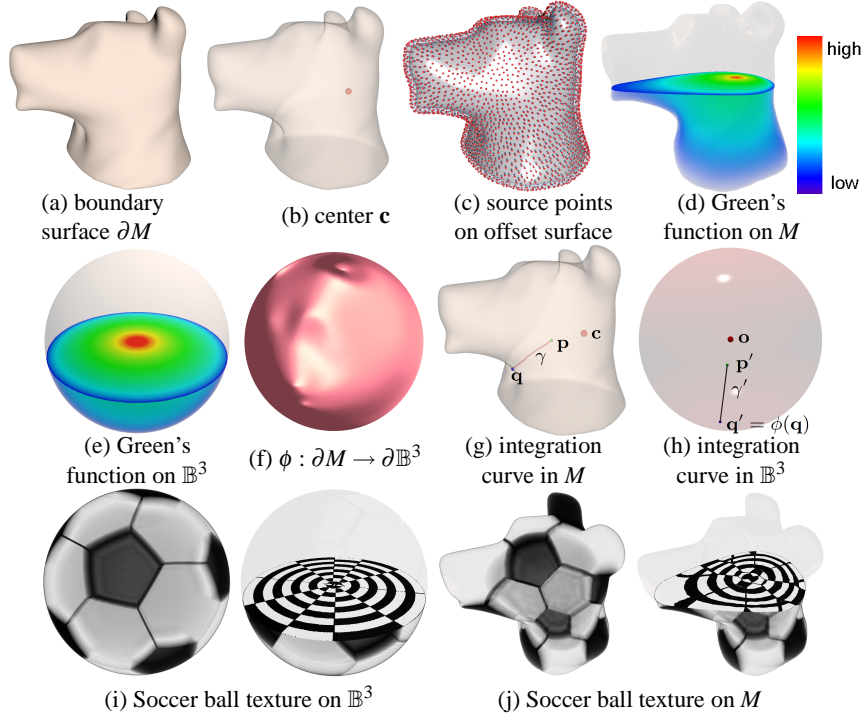 high
low
(a) boundary
surface ∂M
(b) center c
(c) source points
on offset surface
(d) Green's
function on M
c
p
γ
q
o
p′
γ′
q′ = ϕ(q)
(e) Green's
function on 𝔹³
(f) ϕ : ∂M → ∂𝔹³
(g) integration
curve in M
(h) integration
curve in 𝔹³
(i) Soccer ball texture on 𝔹³
(j) Soccer ball texture on M